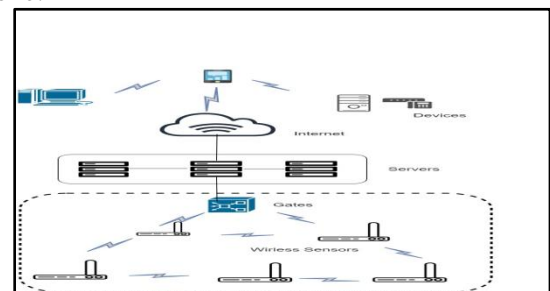 Devices
Internet
Servers
Gates
Wirless Sensors